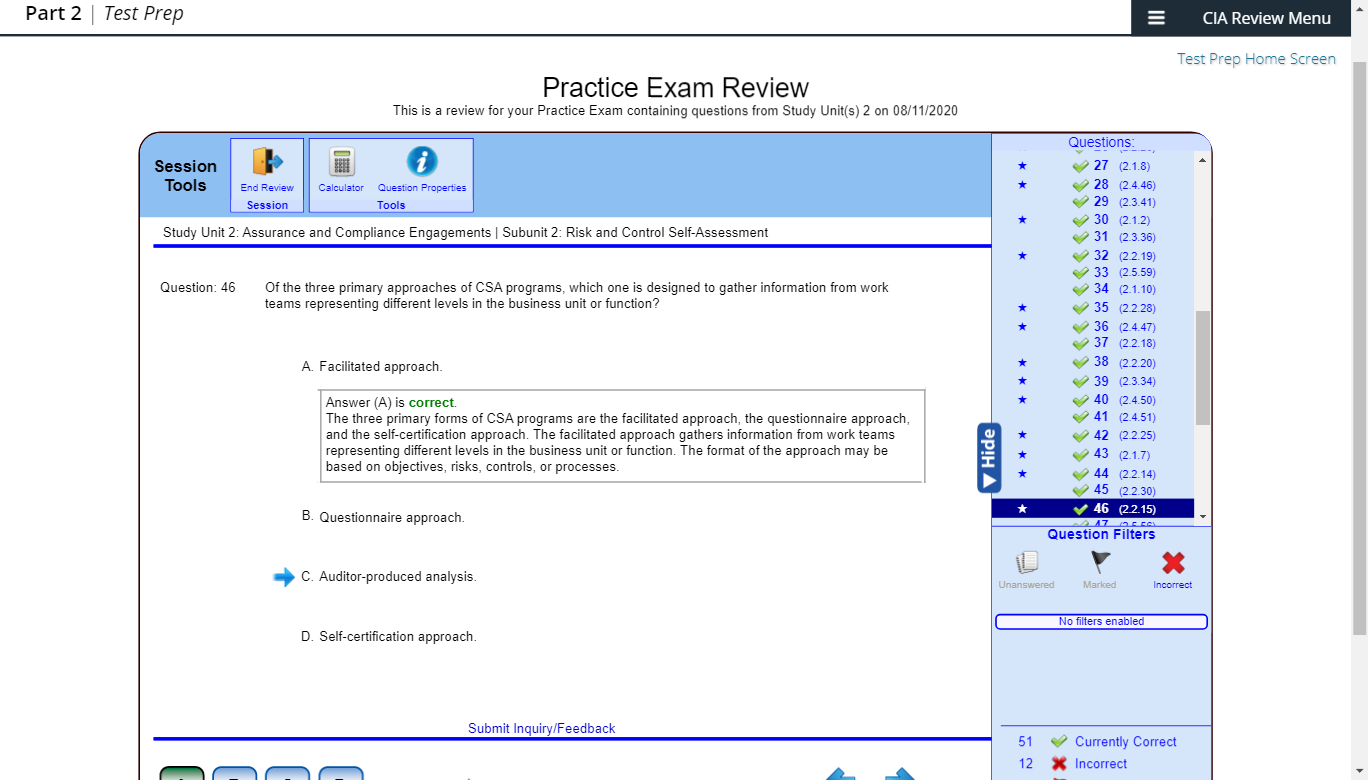 Part 2 | Test Prep
CIA Review Menu
Test Prep Home Screen
Practice Exam Review
This is a review for your Practice Exam containing questions from Study Unit(s) 2 on 08/11/2020
Session
Tools
End Review
Session
Calculator
Question Properties
Tools
Study Unit 2: Assurance and Compliance Engagements | Subunit 2: Risk and Control Self-Assessment
Question: 46
Of the three primary approaches of CSA programs, which one is designed to gather information from work
teams representing different levels in the business unit or function?
A. Facilitated approach.
Answer (A) is correct.
The three primary forms of CSA programs are the facilitated approach, the questionnaire approach,
and the self-certification approach. The facilitated approach gathers information from work teams
representing different levels in the business unit or function. The format of the approach may be
based on objectives, risks, controls, or processes.
B. Questionnaire approach.
C. Auditor-produced analysis.
D. Self-certification approach.
Submit Inquiry/Feedback
Questions:
27 (2.1.8)
28 (2.4.46)
29 (2.3.41)
30 (2.1.2)
31 (2.3.36)
32 (2.2.19)
33 (2.5.59)
34 (2.1.10)
35 (2.2.28)
36 (2.4.47)
37 (2.2.18)
38 (2.2.20)
39 (2.3.34)
40 (2.4.50)
41 (2.4.51)
42 (2.2.25)
43 (2.1.7)
44 (2.2.14)
45 (2.2.30)
46 (2.2.15)
47
Hide
Question Filters
Unanswered
Marked
Incorrect
No filters enabled
51 Currently Correct
12 Incorrect